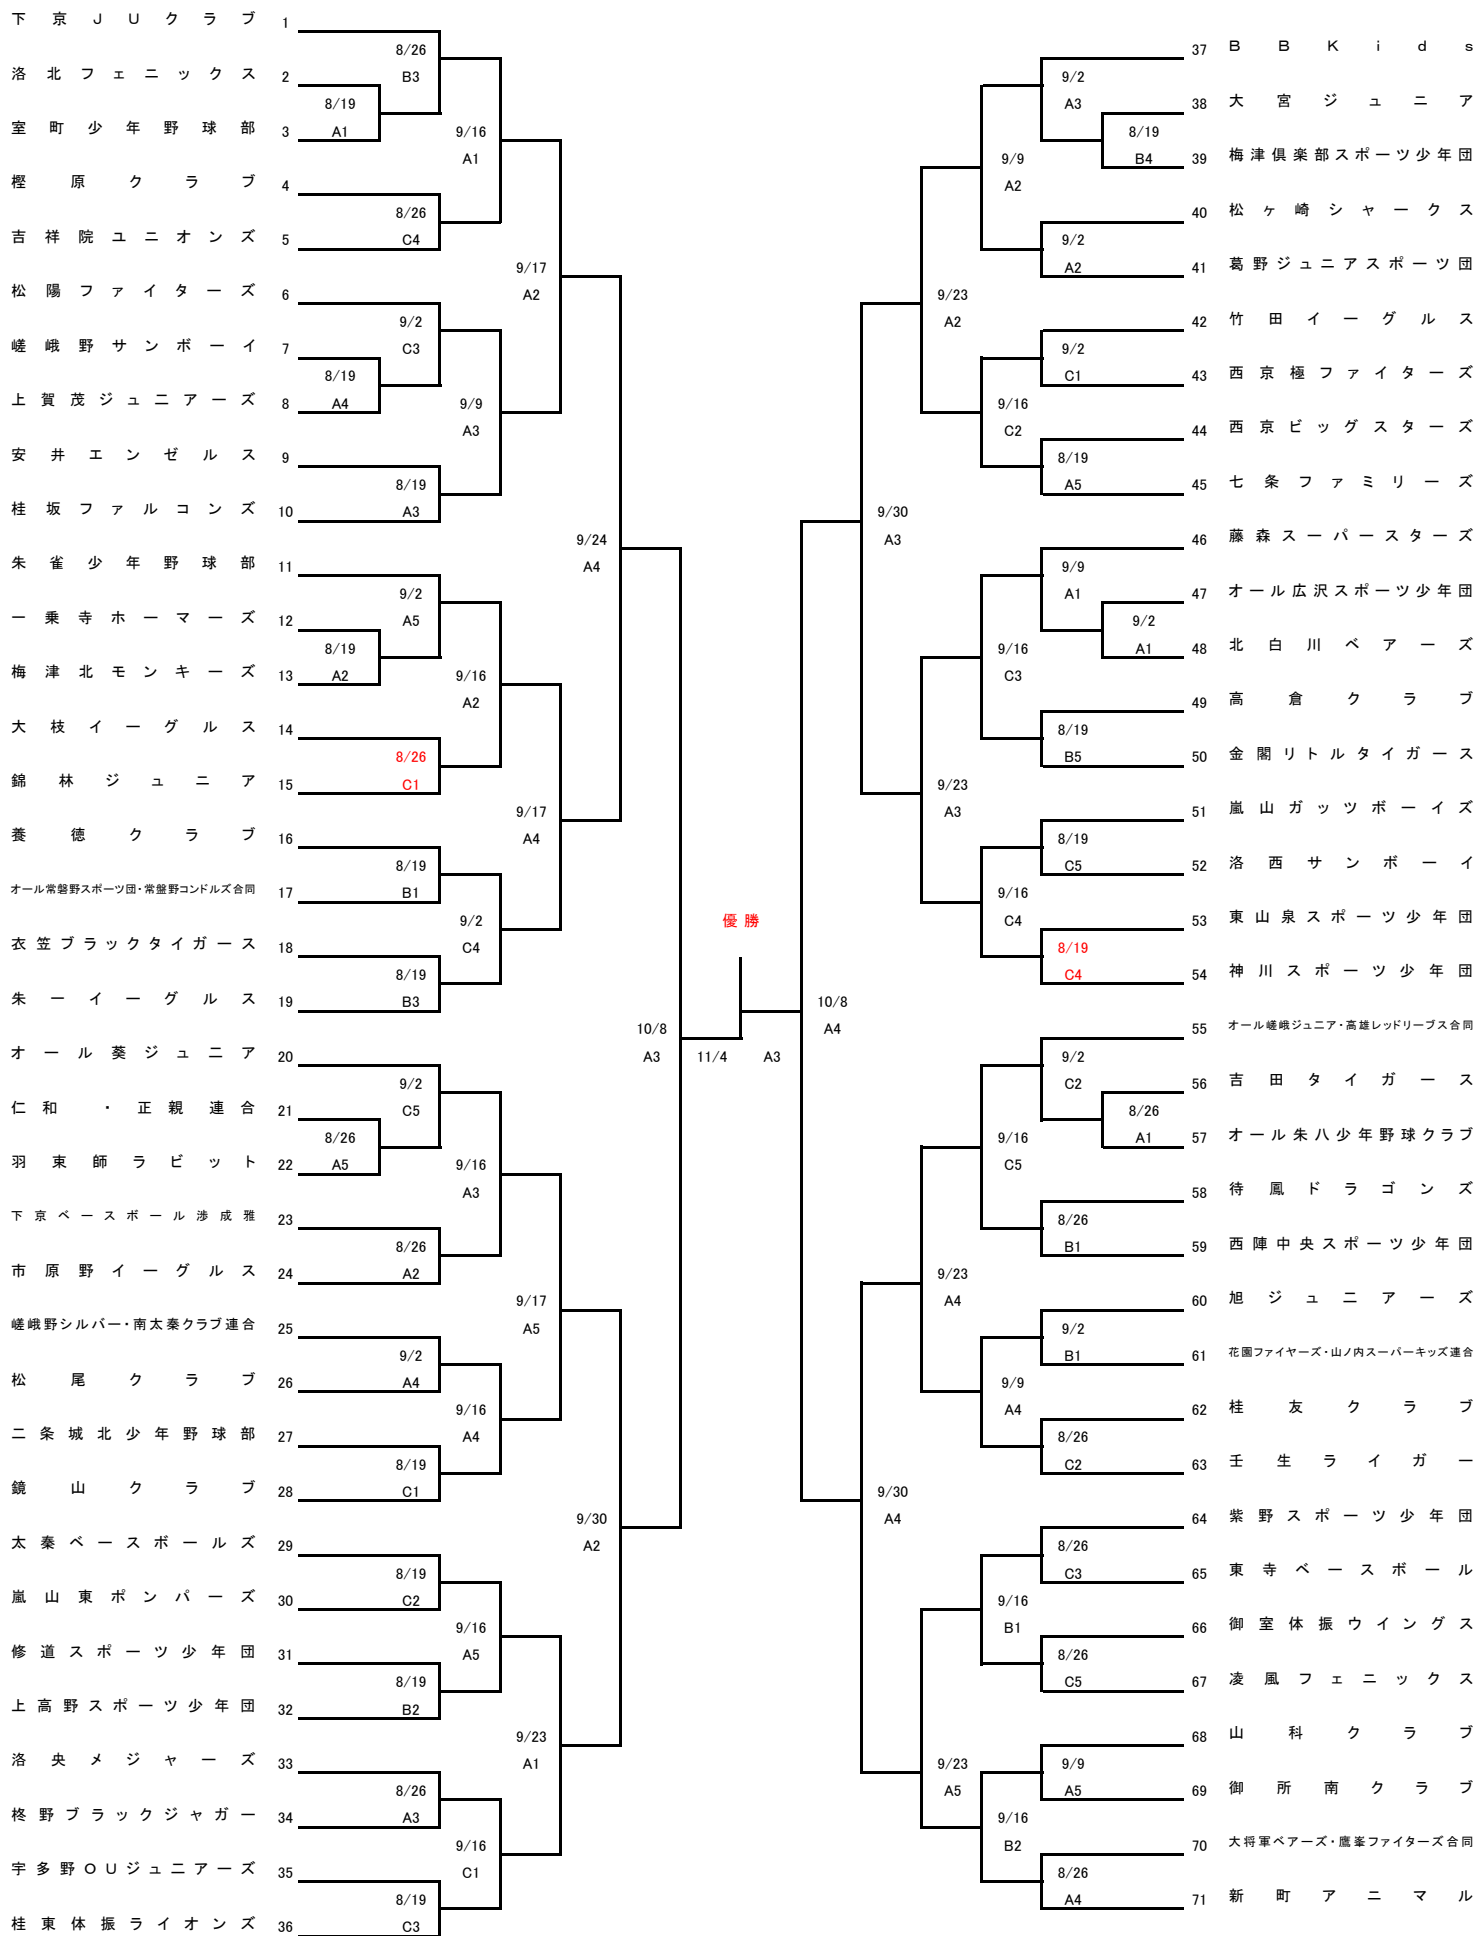 下京JUクラブ 1
8/26
B3
洛北フェニックス 2
8/19
A1
室町少年野球部 3
9/16
A1
樫原クラブ 4
8/26
C4
吉祥院ユニオンズ 5
9/17
A2
松陽ファイターズ 6
9/2
C3
嵯峨野サンボーイ 7
8/19
A4
上賀茂ジュニアーズ 8
9/9
A3
安井エンゼルス 9
8/19
A3
桂坂ファルコンズ 10
9/24
A4
朱雀少年野球部 11
9/2
A5
一乗寺ホーマーズ 12
8/19
A2
梅津北モンキーズ 13
9/16
A2
大枝イーグルス 14
8/26
C1
錦林ジュニア 15
9/17
A4
養徳クラブ 16
8/19
B1
オール常磐野スポーツ団・常盤野コンドルズ合同 17
9/2
C4
衣笠ブラックタイガース 18
8/19
B3
朱一イーグルス 19
10/8
A3
オール葵ジュニア 20
9/2
C5
仁和・正親連合 21
8/26
A5
羽束師ラビット 22
9/16
A3
下京ベースボール渉成雅 23
8/26
A2
市原野イーグルス 24
9/17
A5
嵯峨野シルバー・南太秦クラブ連合 25
9/2
A4
松尾クラブ 26
9/16
A4
二条城北少年野球部 27
8/19
C1
鏡山クラブ 28
9/30
A2
太秦ベースボールズ 29
8/19
C2
嵐山東ポンパーズ 30
9/16
A5
修道スポーツ少年団 31
8/19
B2
上高野スポーツ少年団 32
9/23
A1
洛央メジャーズ 33
8/26
A3
柊野ブラックジャガー 34
9/16
C1
宇多野OUジュニアーズ 35
8/19
C3
桂東体振ライオンズ 36
優勝
11/4 A3
37 BBKids
9/2
A3
38 大宮ジュニア
8/19
B4
39 梅津倶楽部スポーツ少年団
9/9
A2
40 松ヶ崎シャークス
9/2
A2
41 葛野ジュニアスポーツ団
9/23
A2
42 竹田イーグルス
9/2
C1
43 西京極ファイターズ
9/16
C2
44 西京ビッグスターズ
8/19
A5
45 七条ファミリーズ
9/30
A3
46 藤森スーパースターズ
9/9
A1
47 オール広沢スポーツ少年団
9/2
A1
48 北白川ベアーズ
9/16
C3
49 高倉クラブ
8/19
B5
50 金閣リトルタイガース
9/23
A3
51 嵐山ガッツボーイズ
8/19
C5
52 洛西サンボーイ
9/16
C4
53 東山泉スポーツ少年団
8/19
C4
54 神川スポーツ少年団
10/8
A4
55 オール嵯峨ジュニア・高雄レッドリーブス合同
9/2
C2
56 吉田タイガース
8/26
A1
57 オール朱八少年野球クラブ
9/16
C5
58 待鳳ドラゴンズ
8/26
B1
59 西陣中央スポーツ少年団
9/23
A4
60 旭ジュニアーズ
9/2
B1
61 花園ファイヤーズ・山ノ内スーパーキッズ連合
9/9
A4
62 桂友クラブ
8/26
C2
63 壬生ライガー
9/30
A4
64 紫野スポーツ少年団
8/26
C3
65 東寺ベースボール
9/16
B1
66 御室体振ウイングス
8/26
C5
67 凌風フェニックス
9/23
A5
68 山科クラブ
9/9
A5
69 御所南クラブ
9/16
B2
70 大将軍ベアーズ・鷹峯ファイターズ合同
8/26
A4
71 新町アニマル